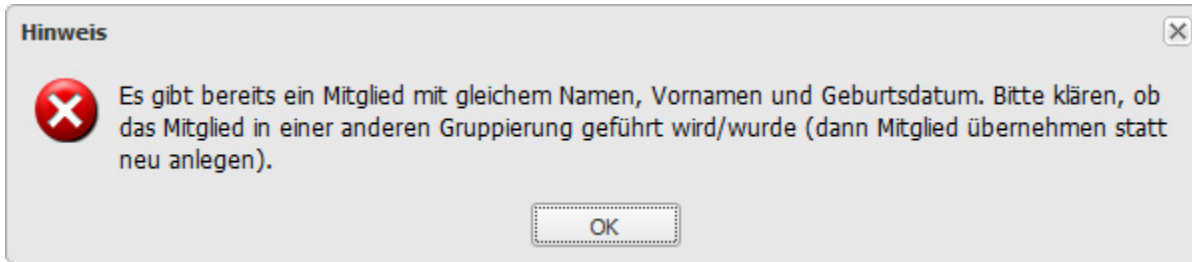 Hinweis
Es gibt bereits ein Mitglied mit gleichem Namen, Vornamen und Geburtsdatum. Bitte klären, ob
das Mitglied in einer anderen Gruppierung geführt wird/wurde (dann Mitglied übernehmen statt
neu anlegen).
OK